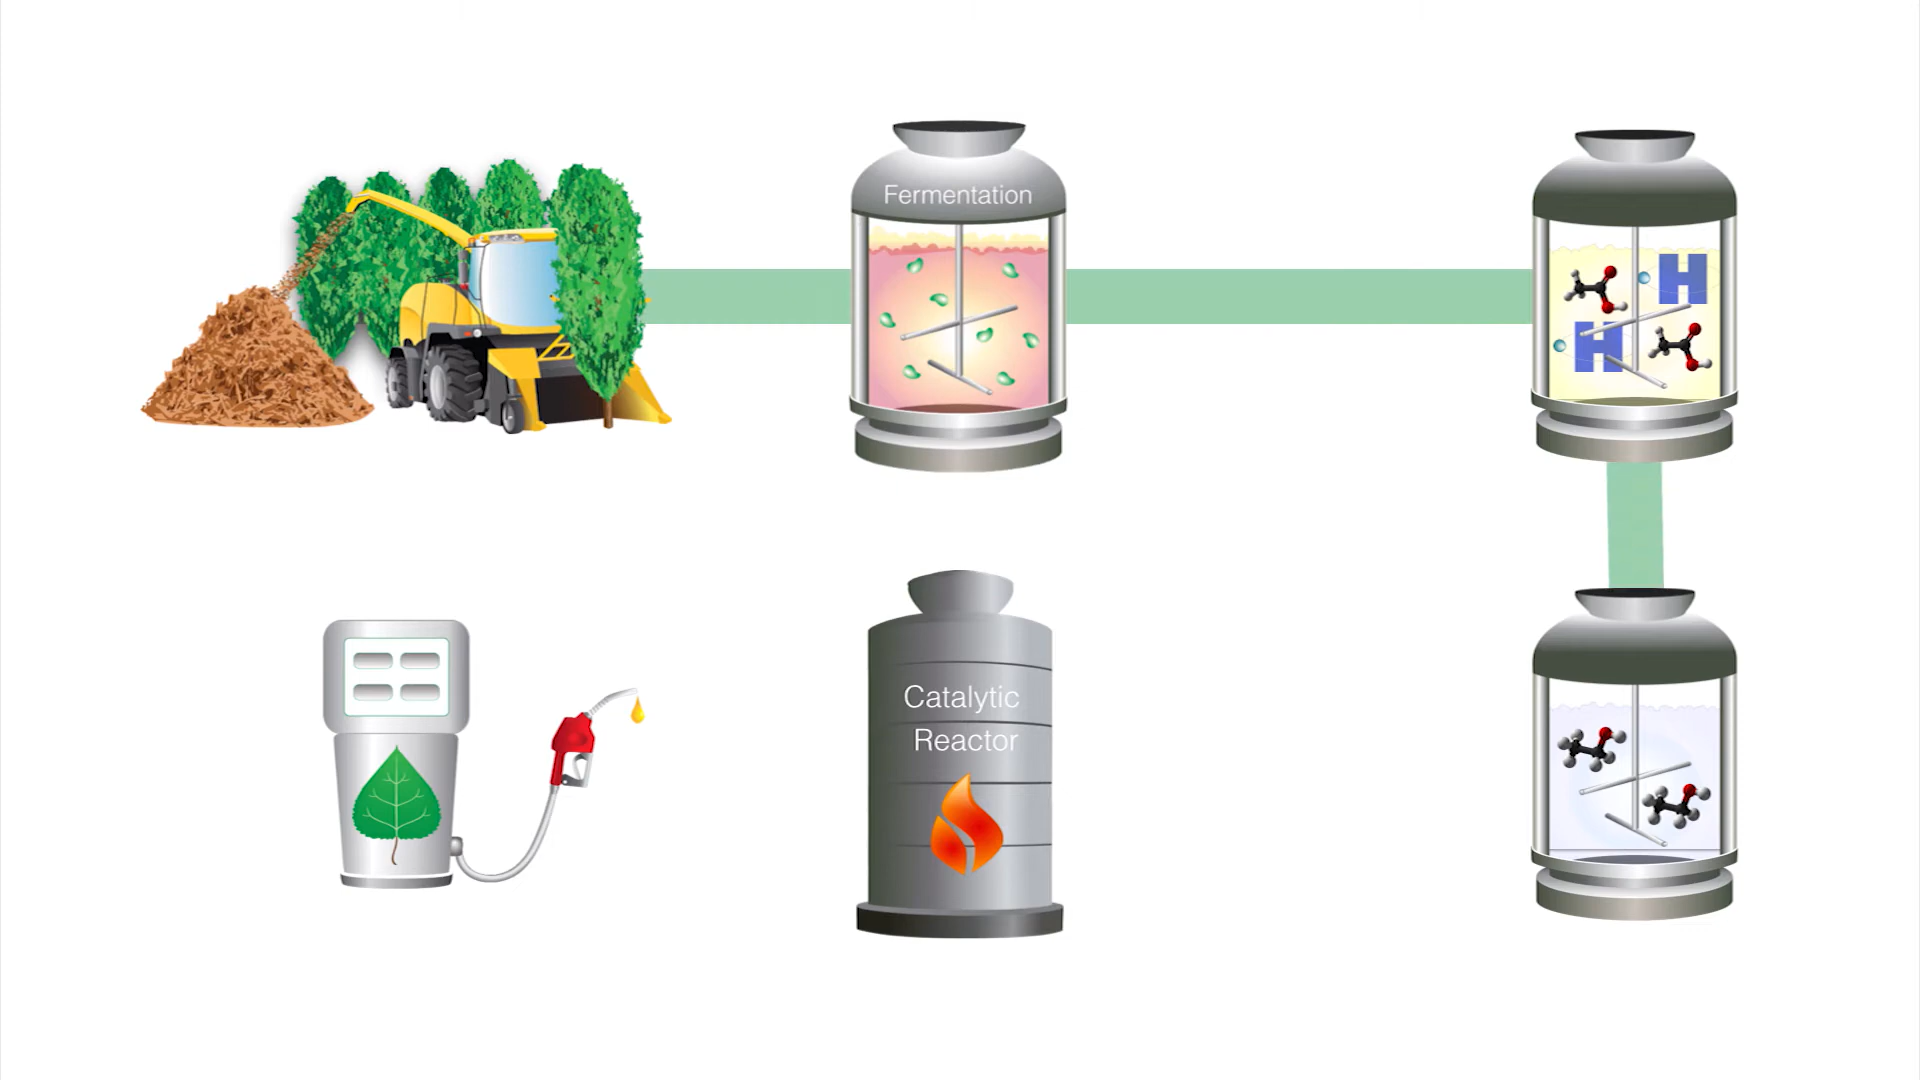 Fermentation
H
H
Catalytic
Reactor